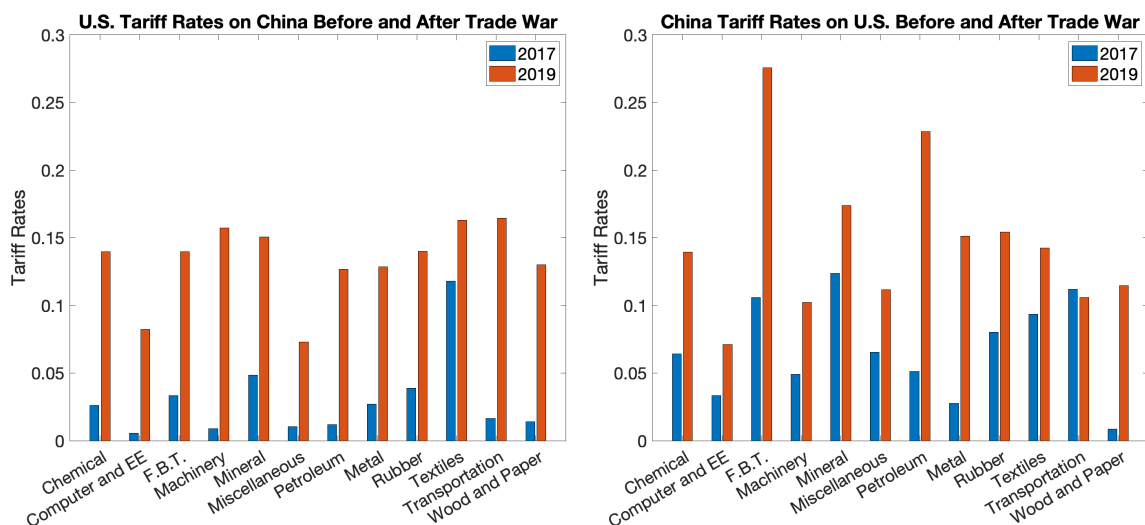 U.S. Tariff Rates on China Before and After Trade War
0.3
0.25
0.2
0.15
0.1
0.05
0
Tariff Rates
2017
2019
Chemical
Computer and EE
F.B.T.
Machinery
Mineral
Miscellaneous
Petroleum
Metal
Rubber
Textiles
Transportation
Wood and Paper
China Tariff Rates on U.S. Before and After Trade War
0.3
0.25
0.2
0.15
0.1
0.05
0
Tariff Rates
2017
2019
Chemical
Computer and EE
F.B.T.
Machinery
Mineral
Miscellaneous
Petroleum
Metal
Rubber
Textiles
Transportation
Wood and Paper